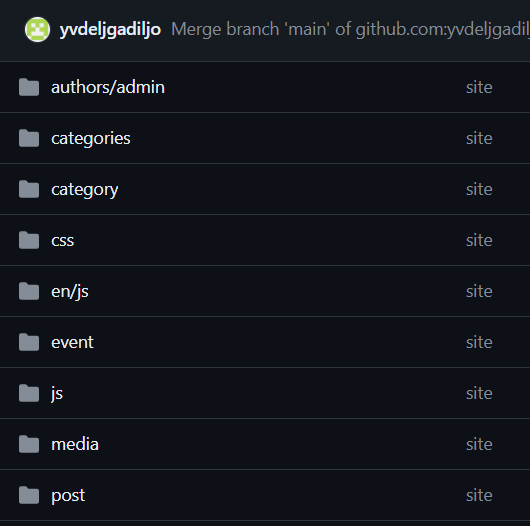 yvdeljgadiljo Merge branch 'main' of github.com:yvdeljgadil
authors/admin site
categories site
category site
css site
en/js site
event site
js site
media site
post site